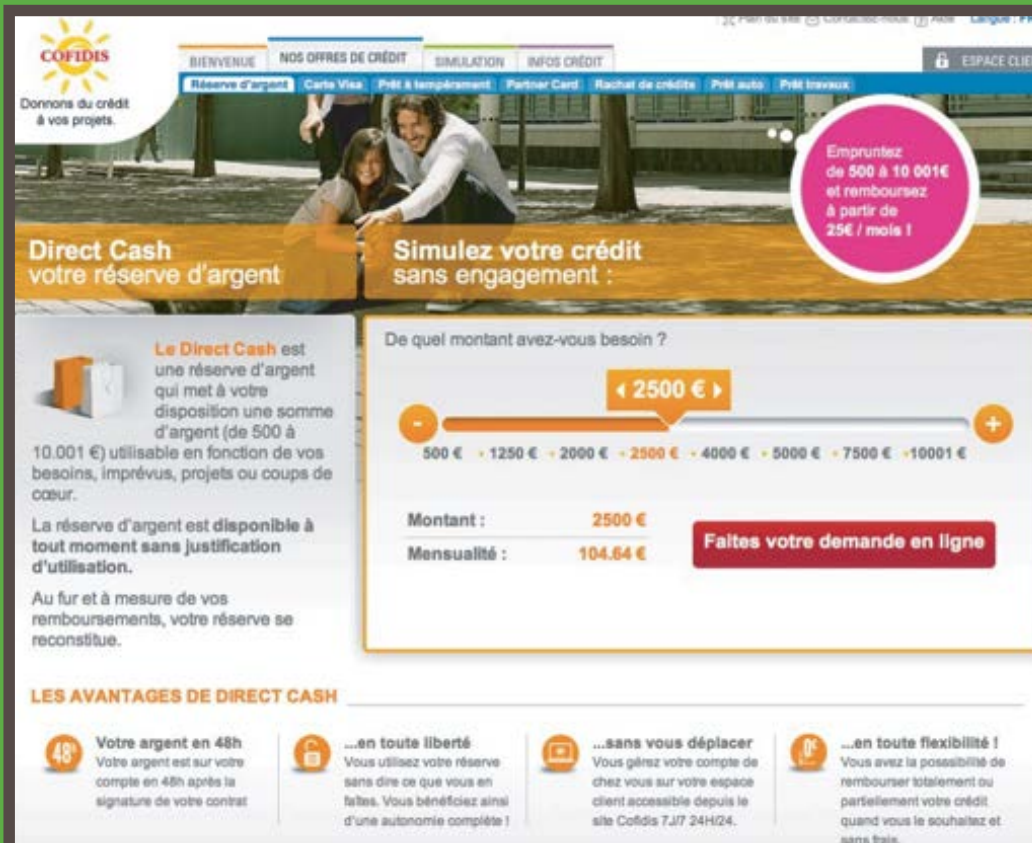 Plan du site Contactez-nous Aide Langue : FR
COFIDIS
Donnons du crédit
à vos projets.
BIENVENUE NOS OFFRES DE CRÉDIT SIMULATION INFOS CRÉDIT
ESPACE CLIE
Réserve d'argent Carte Visa Prêt à tempérament Partner Card Rachat de crédits Prêt auto Prêt travaux
Empruntez
de 500 à 10 001€
et remboursez
à partir de
25€ / mois !
Direct Cash
votre réserve d'argent
Simulez votre crédit
sans engagement :
Le Direct Cash est
une réserve d'argent
qui met à votre
disposition une somme
d'argent (de 500 à
10.001 €) utilisable en fonction de vos
besoins, imprévus, projets ou coups de
cœur.
La réserve d'argent est disponible à
tout moment sans justification
d'utilisation.
Au fur et à mesure de vos
remboursements, votre réserve se
reconstitue.
De quel montant avez-vous besoin ?
2500 €
- +
500 € • 1250 € • 2000 € • 2500 € • 4000 € • 5000 € • 7500 € • 10001 €
Montant : 2500 €
Mensualité : 104.64 €
Faites votre demande en ligne
LES AVANTAGES DE DIRECT CASH
48h
Votre argent en 48h
Votre argent est sur votre
compte en 48h après la
signature de votre contrat
...en toute liberté
Vous utilisez votre réserve
sans dire ce que vous en
faites. Vous bénéficiez ainsi
d'une autonomie complète !
...sans vous déplacer
Vous gérez votre compte de
chez vous sur votre espace
client accessible depuis le
site Cofidis 7J/7 24H/24.
0€
...en toute flexibilité !
Vous avez la posssibilité de
rembourser totalement ou
partiellement votre crédit
quand vous le souhaitez et
sans frais.